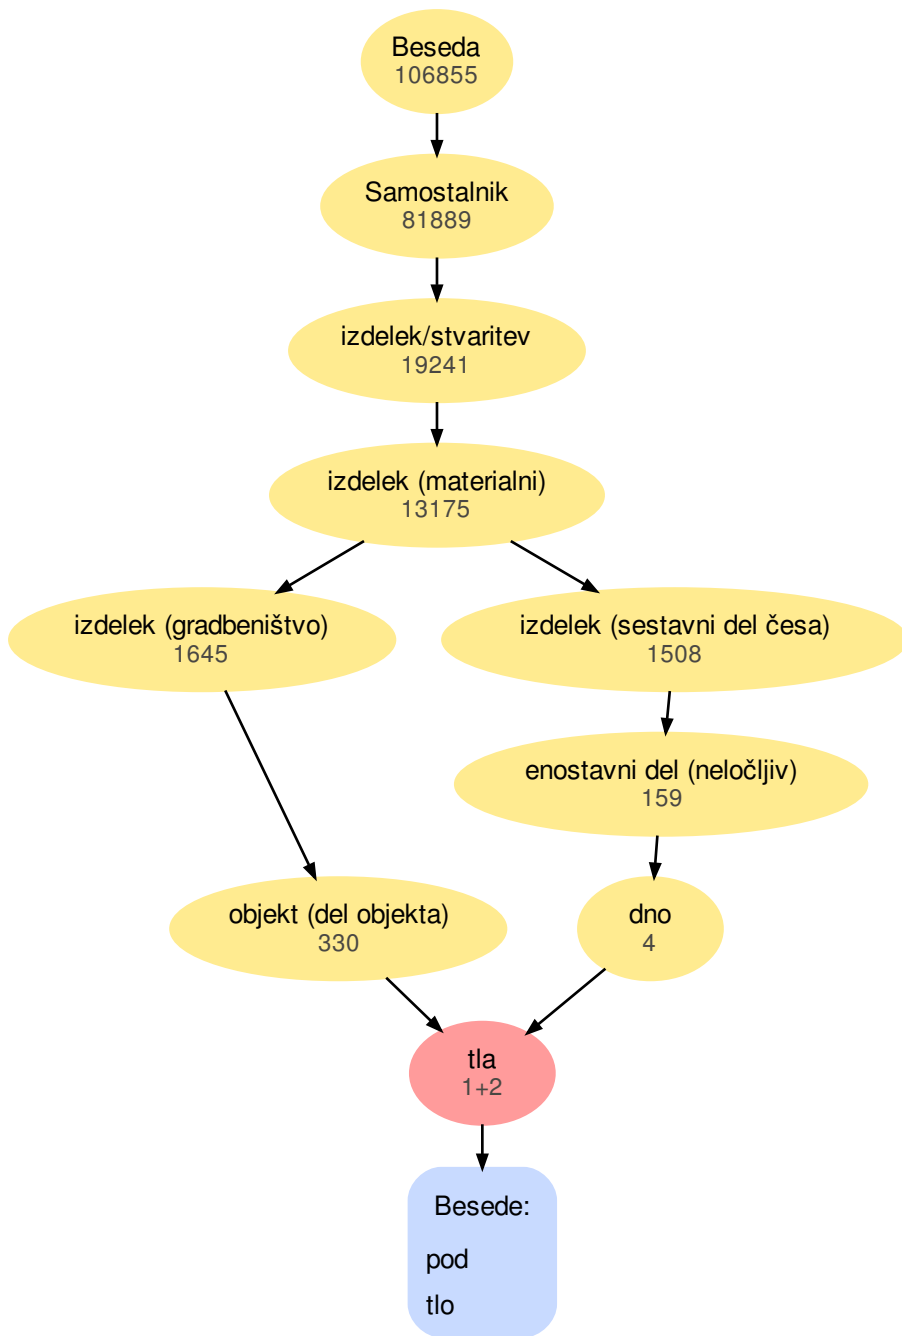 Beseda
106855
Samostalnik
81889
izdelek/stvaritev
19241
izdelek (materialni)
13175
izdelek (gradbeništvo)
1645
izdelek (sestavni del česa)
1508
enostavni del (neločljiv)
159
objekt (del objekta)
330
dno
4
tla
1+2
Besede:
pod
tlo